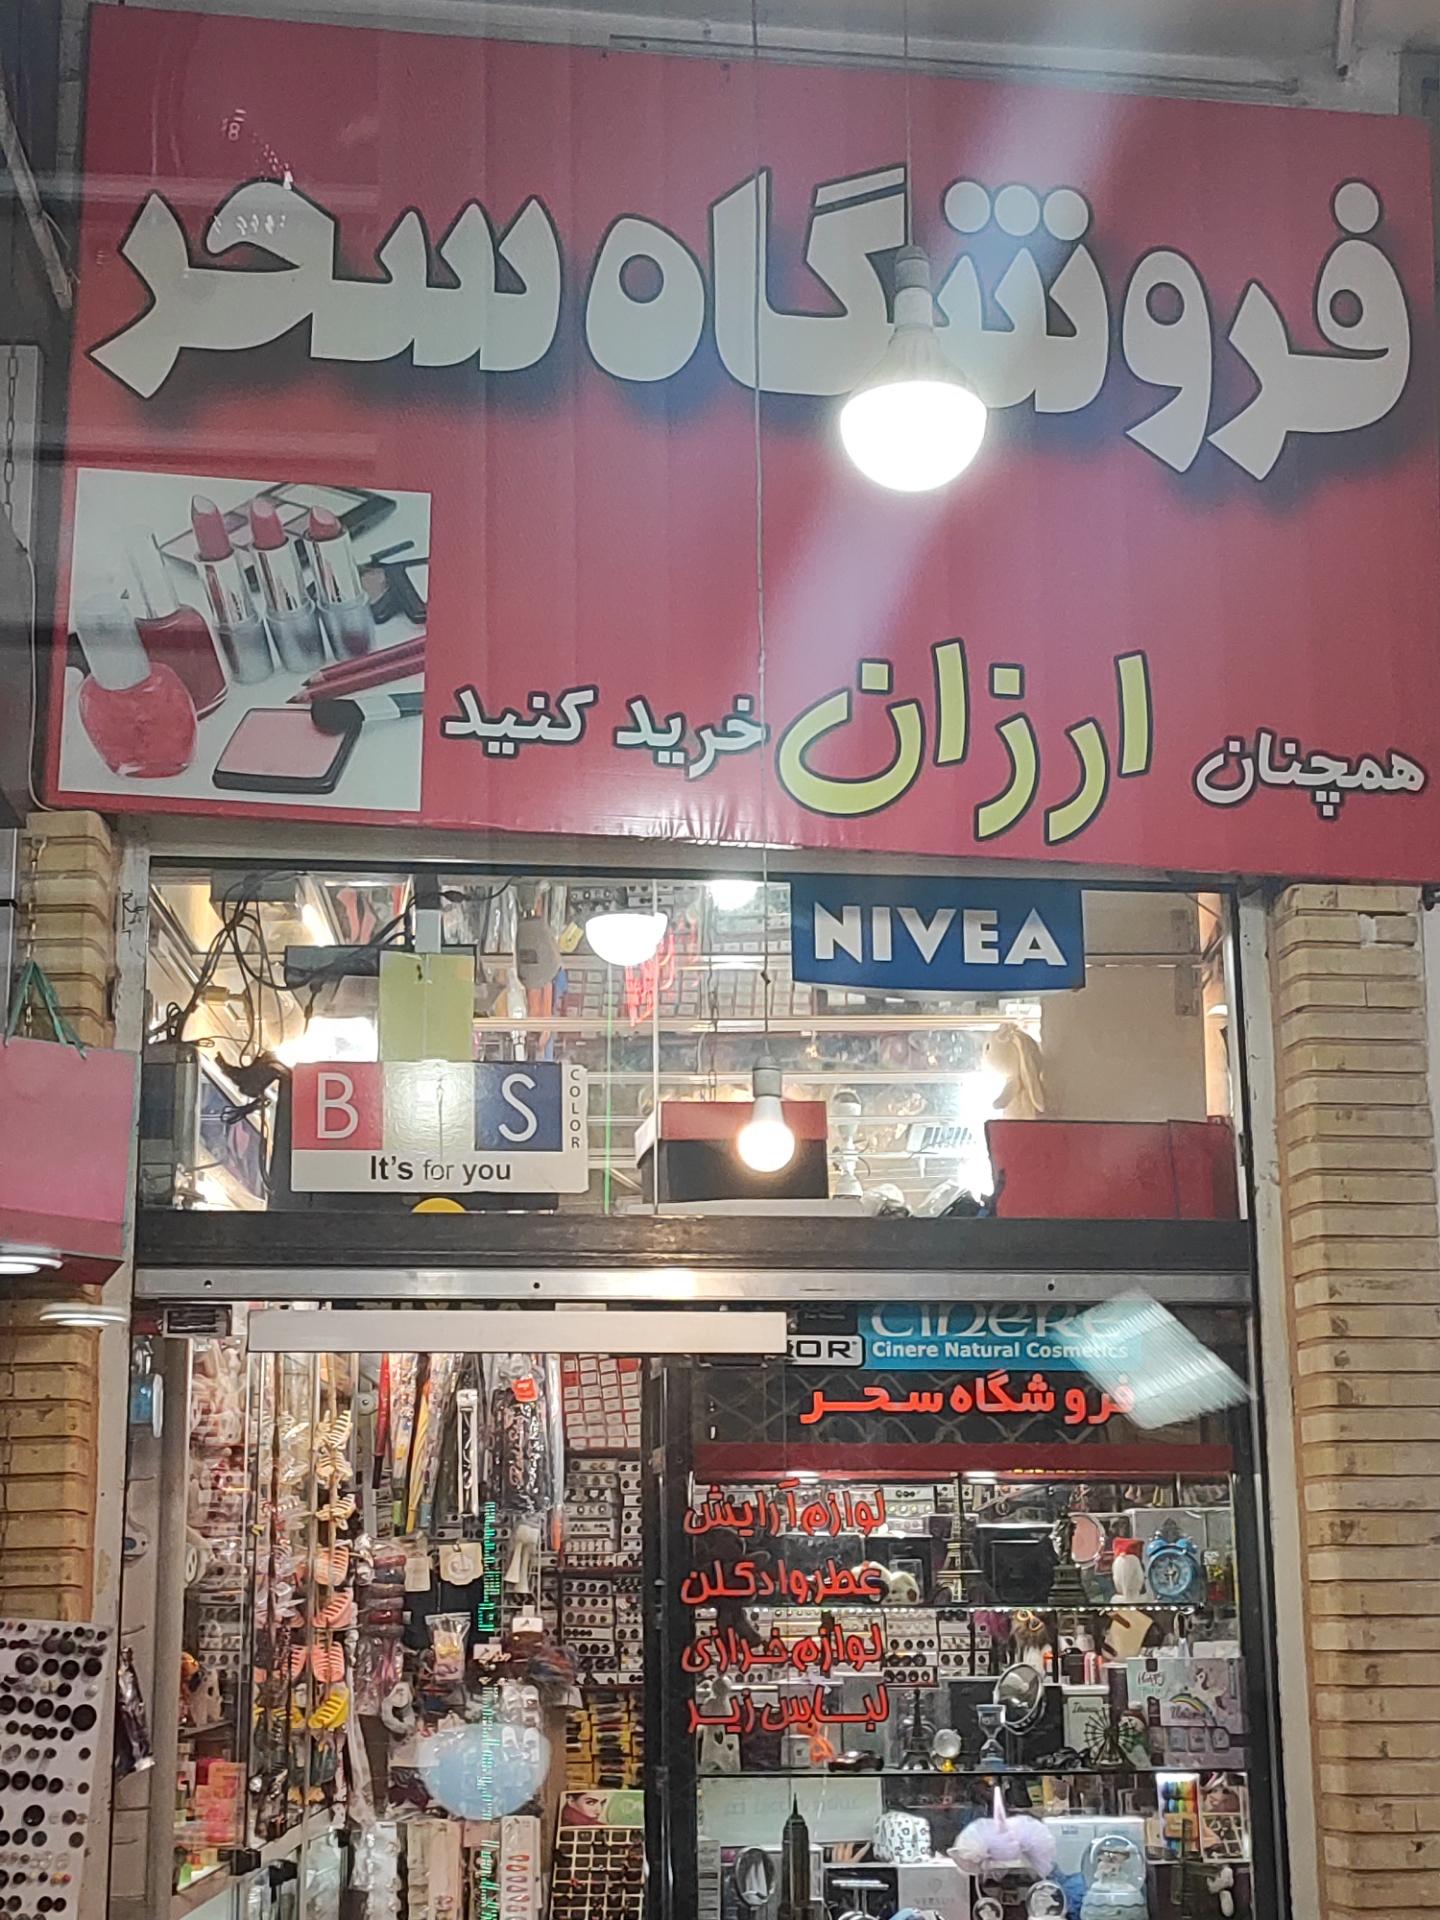 فروشگاه سحر
همچنان ارزان خرید کنید
NIVEA
B S COLOR
It's for you
CINERE
Cinere Natural Cosmetics
فروشگاه سحر
لوازم آرایش
عطر و ادکلن
لوازم خرازی
لباس زیر